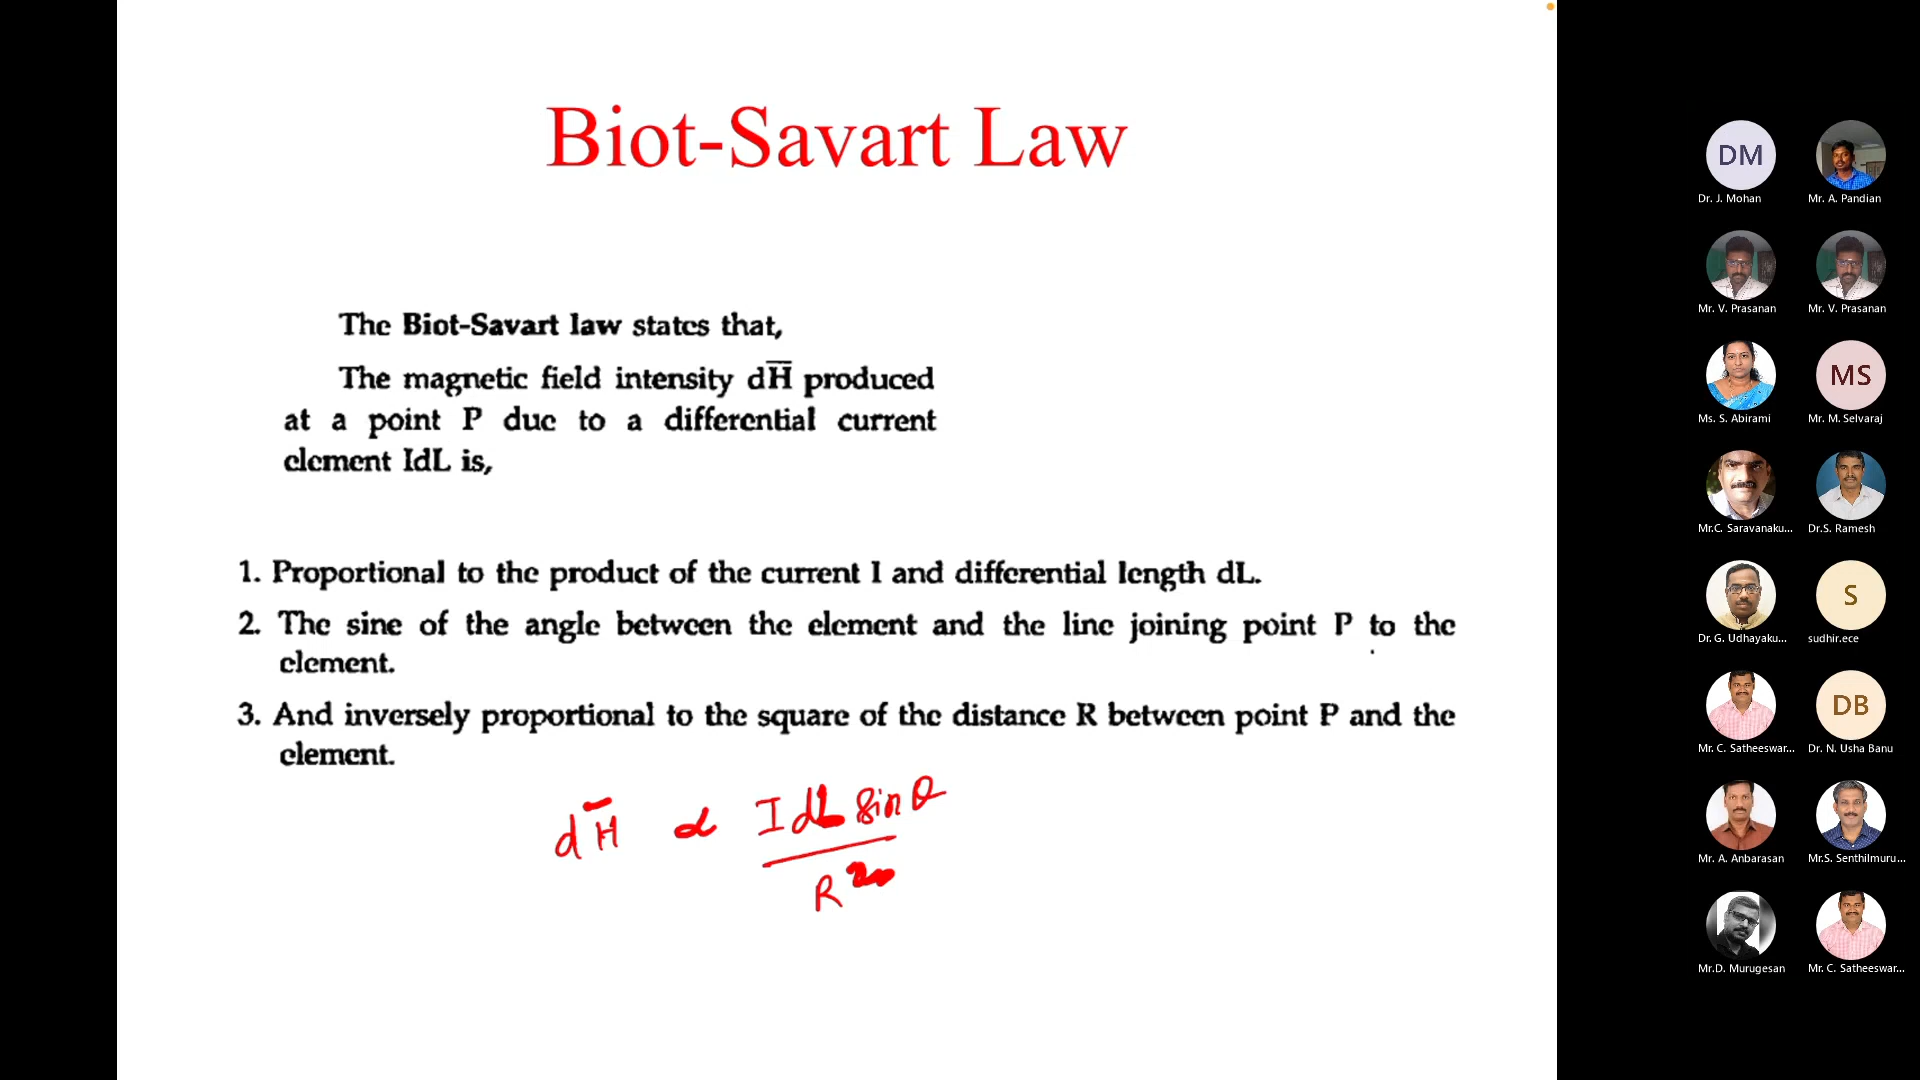 Biot-Savart Law
The Biot-Savart law states that,
The magnetic field intensity dH̅ produced
at a point P due to a differential current
element IdL is,
1. Proportional to the product of the current I and differential length dL.
2. The sine of the angle between the element and the line joining point P to the
element.
3. And inversely proportional to the square of the distance R between point P and the
element.
dH̅ ∝ IdL sinθ
R²
DM
Dr. J. Mohan
Mr. A. Pandian
Mr. V. Prasanan
Mr. V. Prasanan
MS
Ms. S. Abirami
Mr. M. Selvaraj
Mr.C. Saravanaku...
Dr.S. Ramesh
S
Dr. G. Udhayaku...
sudhir.ece
DB
Mr. C. Satheeswar...
Dr. N. Usha Banu
Mr. A. Anbarasan
Mr.S. Senthilmuru...
Mr.D. Murugesan
Mr. C. Satheeswar...